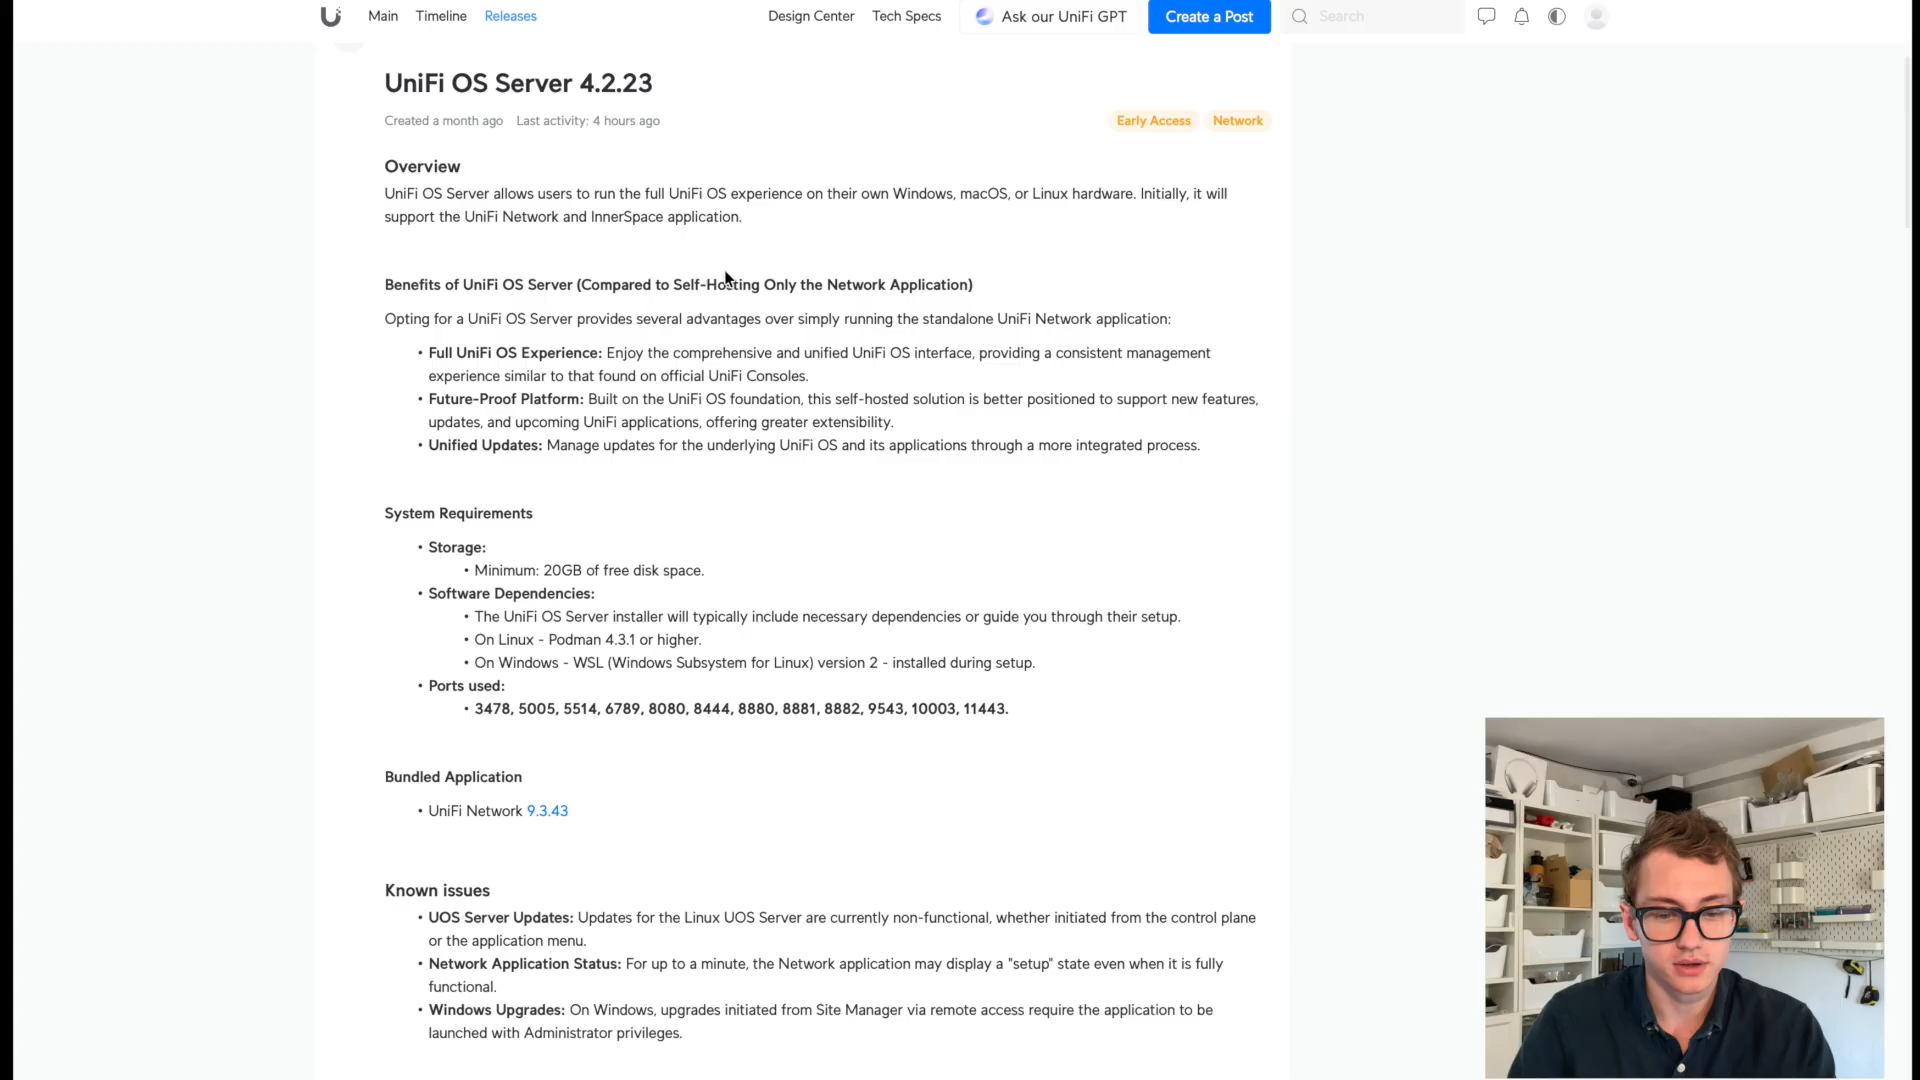 Main Timeline Releases Design Center Tech Specs Ask our UniFi GPT Create a Post Search
UniFi OS Server 4.2.23
Created a month ago Last activity: 4 hours ago Early Access Network
Overview
UniFi OS Server allows users to run the full UniFi OS experience on their own Windows, macOS, or Linux hardware. Initially, it will
support the UniFi Network and InnerSpace application.
Benefits of UniFi OS Server (Compared to Self-Hosting Only the Network Application)
Opting for a UniFi OS Server provides several advantages over simply running the standalone UniFi Network application:
• Full UniFi OS Experience: Enjoy the comprehensive and unified UniFi OS interface, providing a consistent management
experience similar to that found on official UniFi Consoles.
• Future-Proof Platform: Built on the UniFi OS foundation, this self-hosted solution is better positioned to support new features,
updates, and upcoming UniFi applications, offering greater extensibility.
• Unified Updates: Manage updates for the underlying UniFi OS and its applications through a more integrated process.
System Requirements
• Storage:
• Minimum: 20GB of free disk space.
• Software Dependencies:
• The UniFi OS Server installer will typically include necessary dependencies or guide you through their setup.
• On Linux - Podman 4.3.1 or higher.
• On Windows - WSL (Windows Subsystem for Linux) version 2 - installed during setup.
• Ports used:
• 3478, 5005, 5514, 6789, 8080, 8444, 8880, 8881, 8882, 9543, 10003, 11443.
Bundled Application
• UniFi Network 9.3.43
Known issues
• UOS Server Updates: Updates for the Linux UOS Server are currently non-functional, whether initiated from the control plane
or the application menu.
• Network Application Status: For up to a minute, the Network application may display a "setup" state even when it is fully
functional.
• Windows Upgrades: On Windows, upgrades initiated from Site Manager via remote access require the application to be
launched with Administrator privileges.